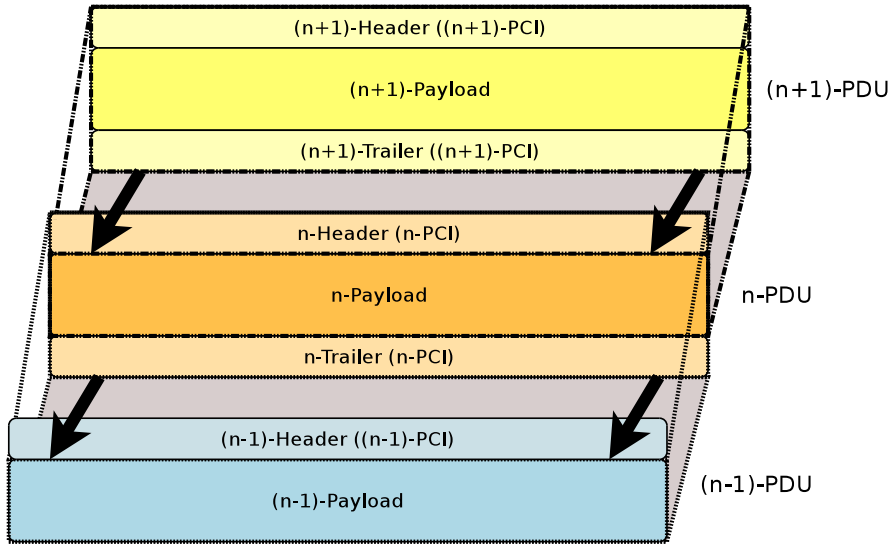 (n+1)-Header ((n+1)-PCI)
(n+1)-Payload
(n+1)-PDU
(n+1)-Trailer ((n+1)-PCI)
n-Header (n-PCI)
n-Payload
n-PDU
n-Trailer (n-PCI)
(n-1)-Header ((n-1)-PCI)
(n-1)-PDU
(n-1)-Payload